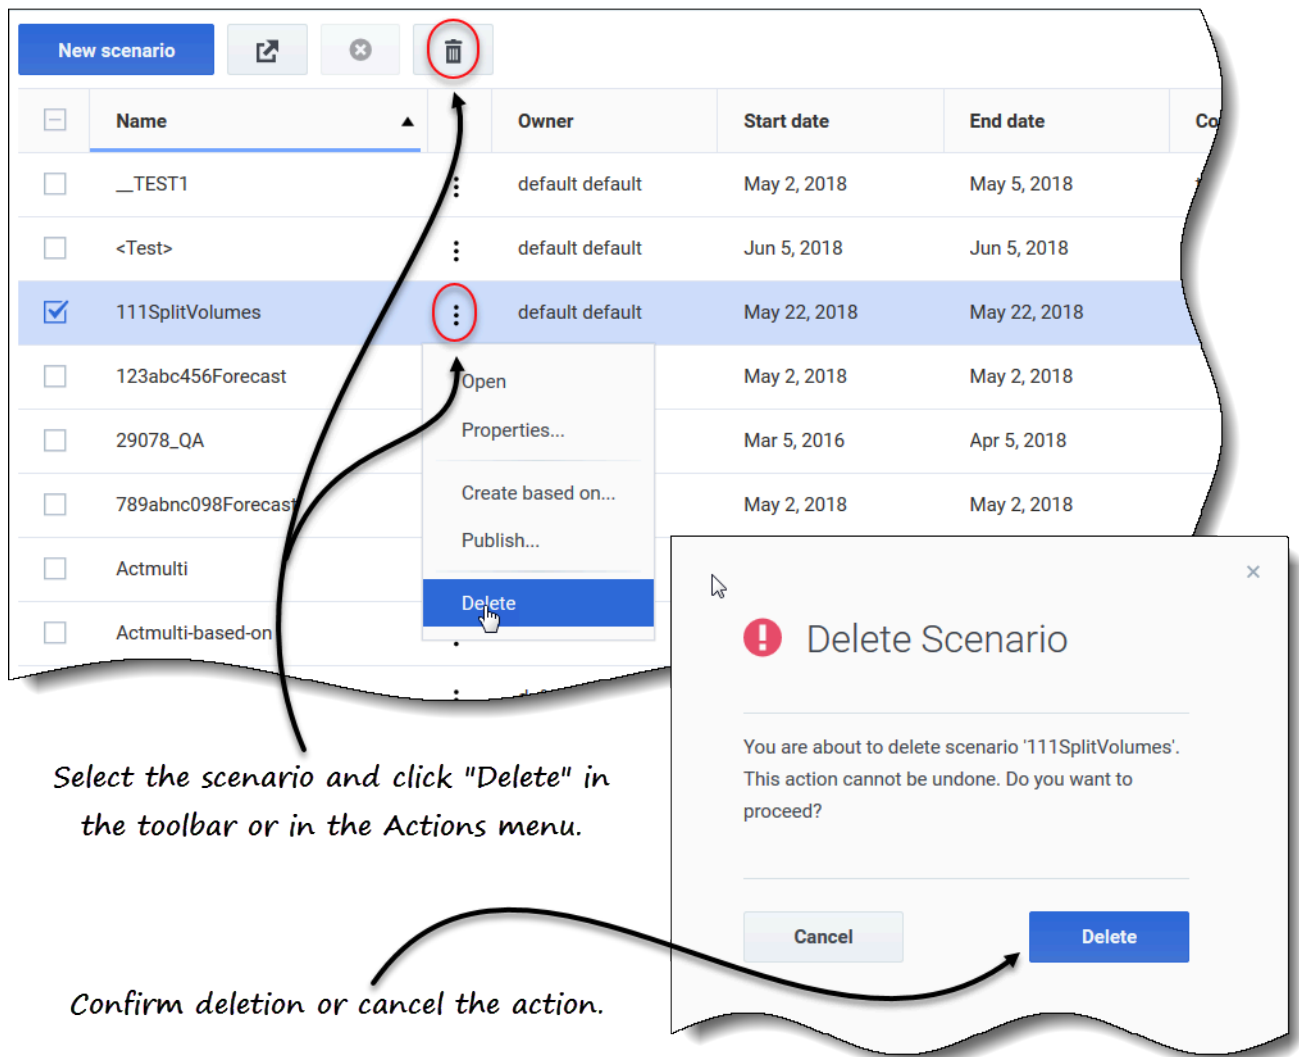 New scenario
Name Owner Start date End date Co
__TEST1 default default May 2, 2018 May 5, 2018
<Test> default default Jun 5, 2018 Jun 5, 2018
111SplitVolumes default default May 22, 2018 May 22, 2018
123abc456Forecast May 2, 2018 May 2, 2018
29078_QA Mar 5, 2016 Apr 5, 2018
789abnc098Forecast May 2, 2018 May 2, 2018
Actmulti
Actmulti-based-on
Open
Properties...
Create based on...
Publish...
Delete
Delete Scenario
You are about to delete scenario '111SplitVolumes'.
This action cannot be undone. Do you want to
proceed?
Cancel Delete
Select the scenario and click "Delete" in
the toolbar or in the Actions menu.
Confirm deletion or cancel the action.